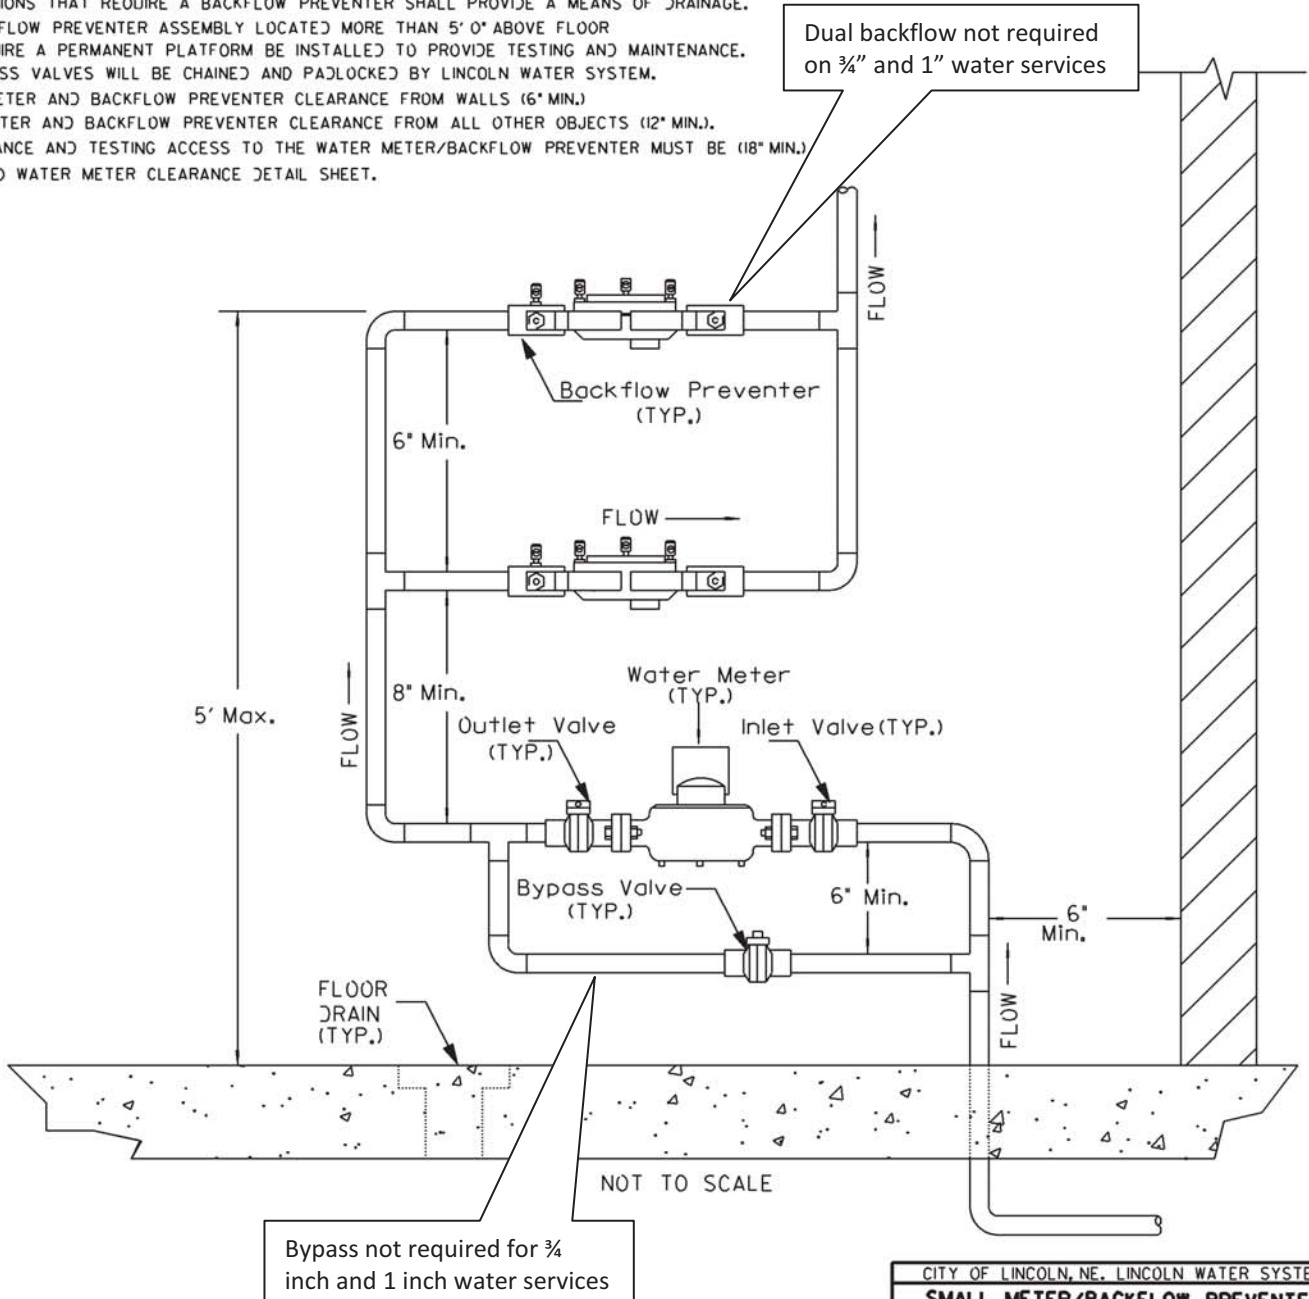 IONS THAT REQUIRE A BACKFLOW PREVENTER SHALL PROVIDE A MEANS OF DRAINAGE.
FLOW PREVENTER ASSEMBLY LOCATED MORE THAN 5' 0" ABOVE FLOOR
IRE A PERMANENT PLATFORM BE INSTALLED TO PROVIDE TESTING AND MAINTENANCE.
SS VALVES WILL BE CHAINED AND PADLOCKED BY LINCOLN WATER SYSTEM.
ETER AND BACKFLOW PREVENTER CLEARANCE FROM WALLS (6" MIN.)
TER AND BACKFLOW PREVENTER CLEARANCE FROM ALL OTHER OBJECTS (12" MIN.).
ANCE AND TESTING ACCESS TO THE WATER METER/BACKFLOW PREVENTER MUST BE (18" MIN.)
O WATER METER CLEARANCE DETAIL SHEET.
Dual backflow not required
on ¾” and 1” water services
FLOW
Backflow Preventer
(TYP.)
6" Min.
FLOW
8" Min.
5' Max.
FLOW
Water Meter
(TYP.)
Outlet Valve
(TYP.)
Inlet Valve(TYP.)
Bypass Valve
(TYP.)
6" Min.
6"
Min.
FLOW
FLOOR
DRAIN
(TYP.)
NOT TO SCALE
Bypass not required for ¾
inch and 1 inch water services
CITY OF LINCOLN, NE. LINCOLN WATER SYSTE
SMALL METER/BACKFLOW PREVENTE